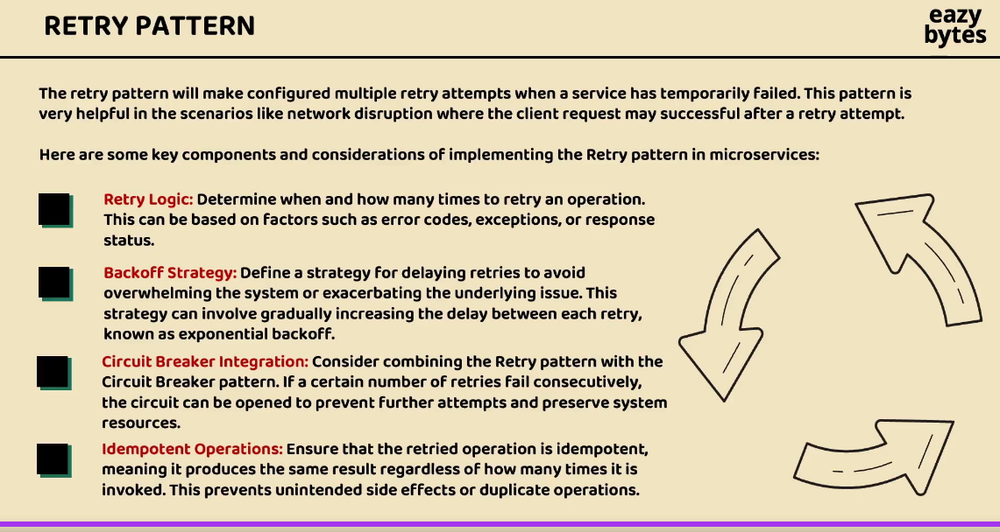 RETRY PATTERN
eazy
bytes
The retry pattern will make configured multiple retry attempts when a service has temporarily failed. This pattern is
very helpful in the scenarios like network disruption where the client request may successful after a retry attempt.
Here are some key components and considerations of implementing the Retry pattern in microservices:
Retry Logic: Determine when and how many times to retry an operation.
This can be based on factors such as error codes, exceptions, or response
status.
Backoff Strategy: Define a strategy for delaying retries to avoid
overwhelming the system or exacerbating the underlying issue. This
strategy can involve gradually increasing the delay between each retry,
known as exponential backoff.
Circuit Breaker Integration: Consider combining the Retry pattern with the
Circuit Breaker pattern. If a certain number of retries fail consecutively,
the circuit can be opened to prevent further attempts and preserve system
resources.
Idempotent Operations: Ensure that the retried operation is idempotent,
meaning it produces the same result regardless of how many times it is
invoked. This prevents unintended side effects or duplicate operations.